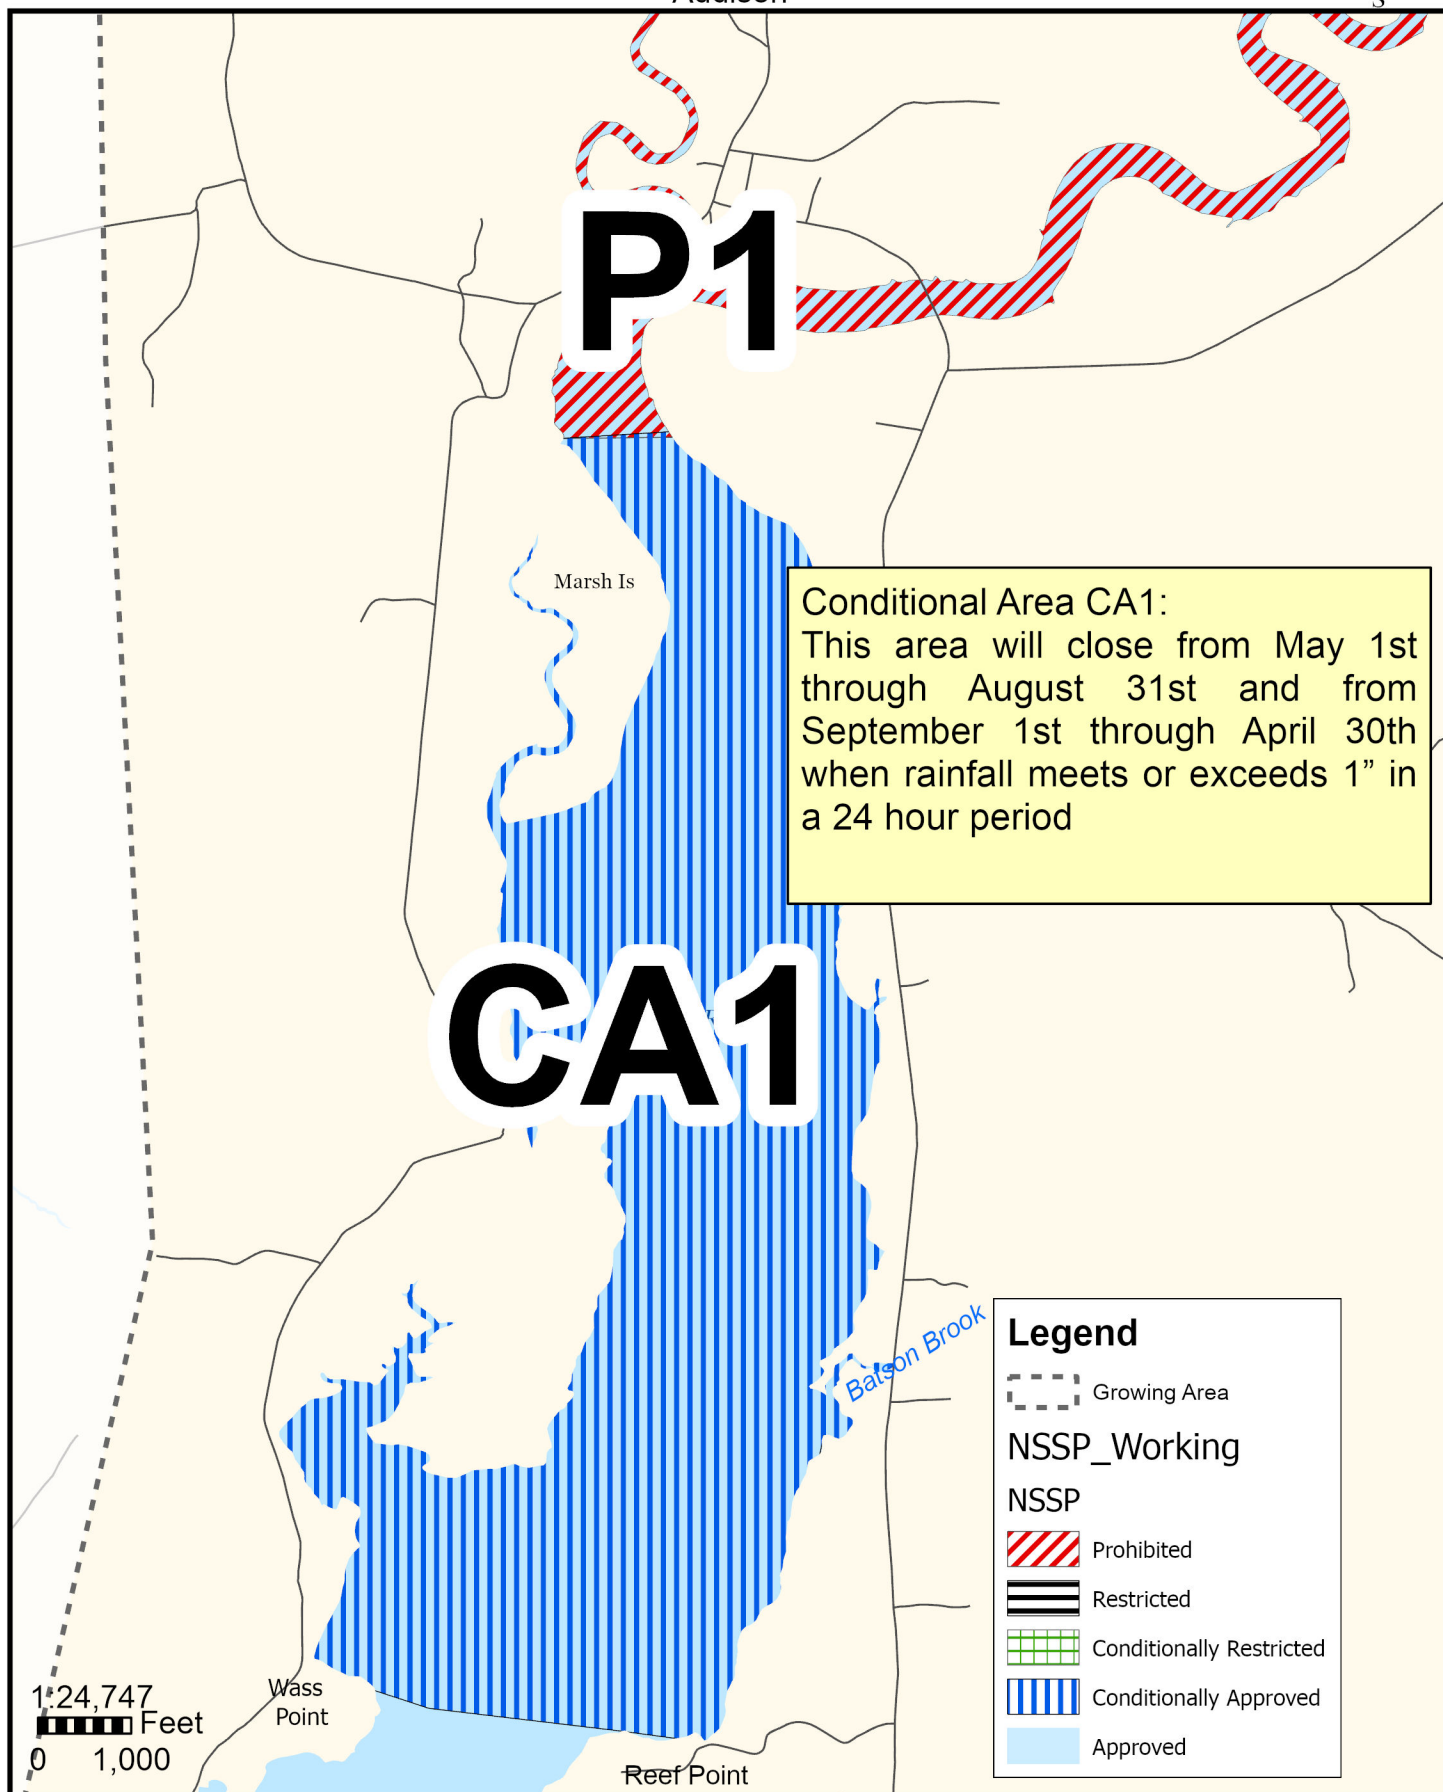 P1
Marsh Is
Conditional Area CA1:
This area will close from May 1st
through August 31st and from
September 1st through April 30th
when rainfall meets or exceeds 1” in
a 24 hour period
CA1
Batson Brook
Legend
Growing Area
NSSP_Working
NSSP
Prohibited
Restricted
Conditionally Restricted
Conditionally Approved
Approved
Wass
Point
1:24,747
Feet
0 1,000
Reef Point